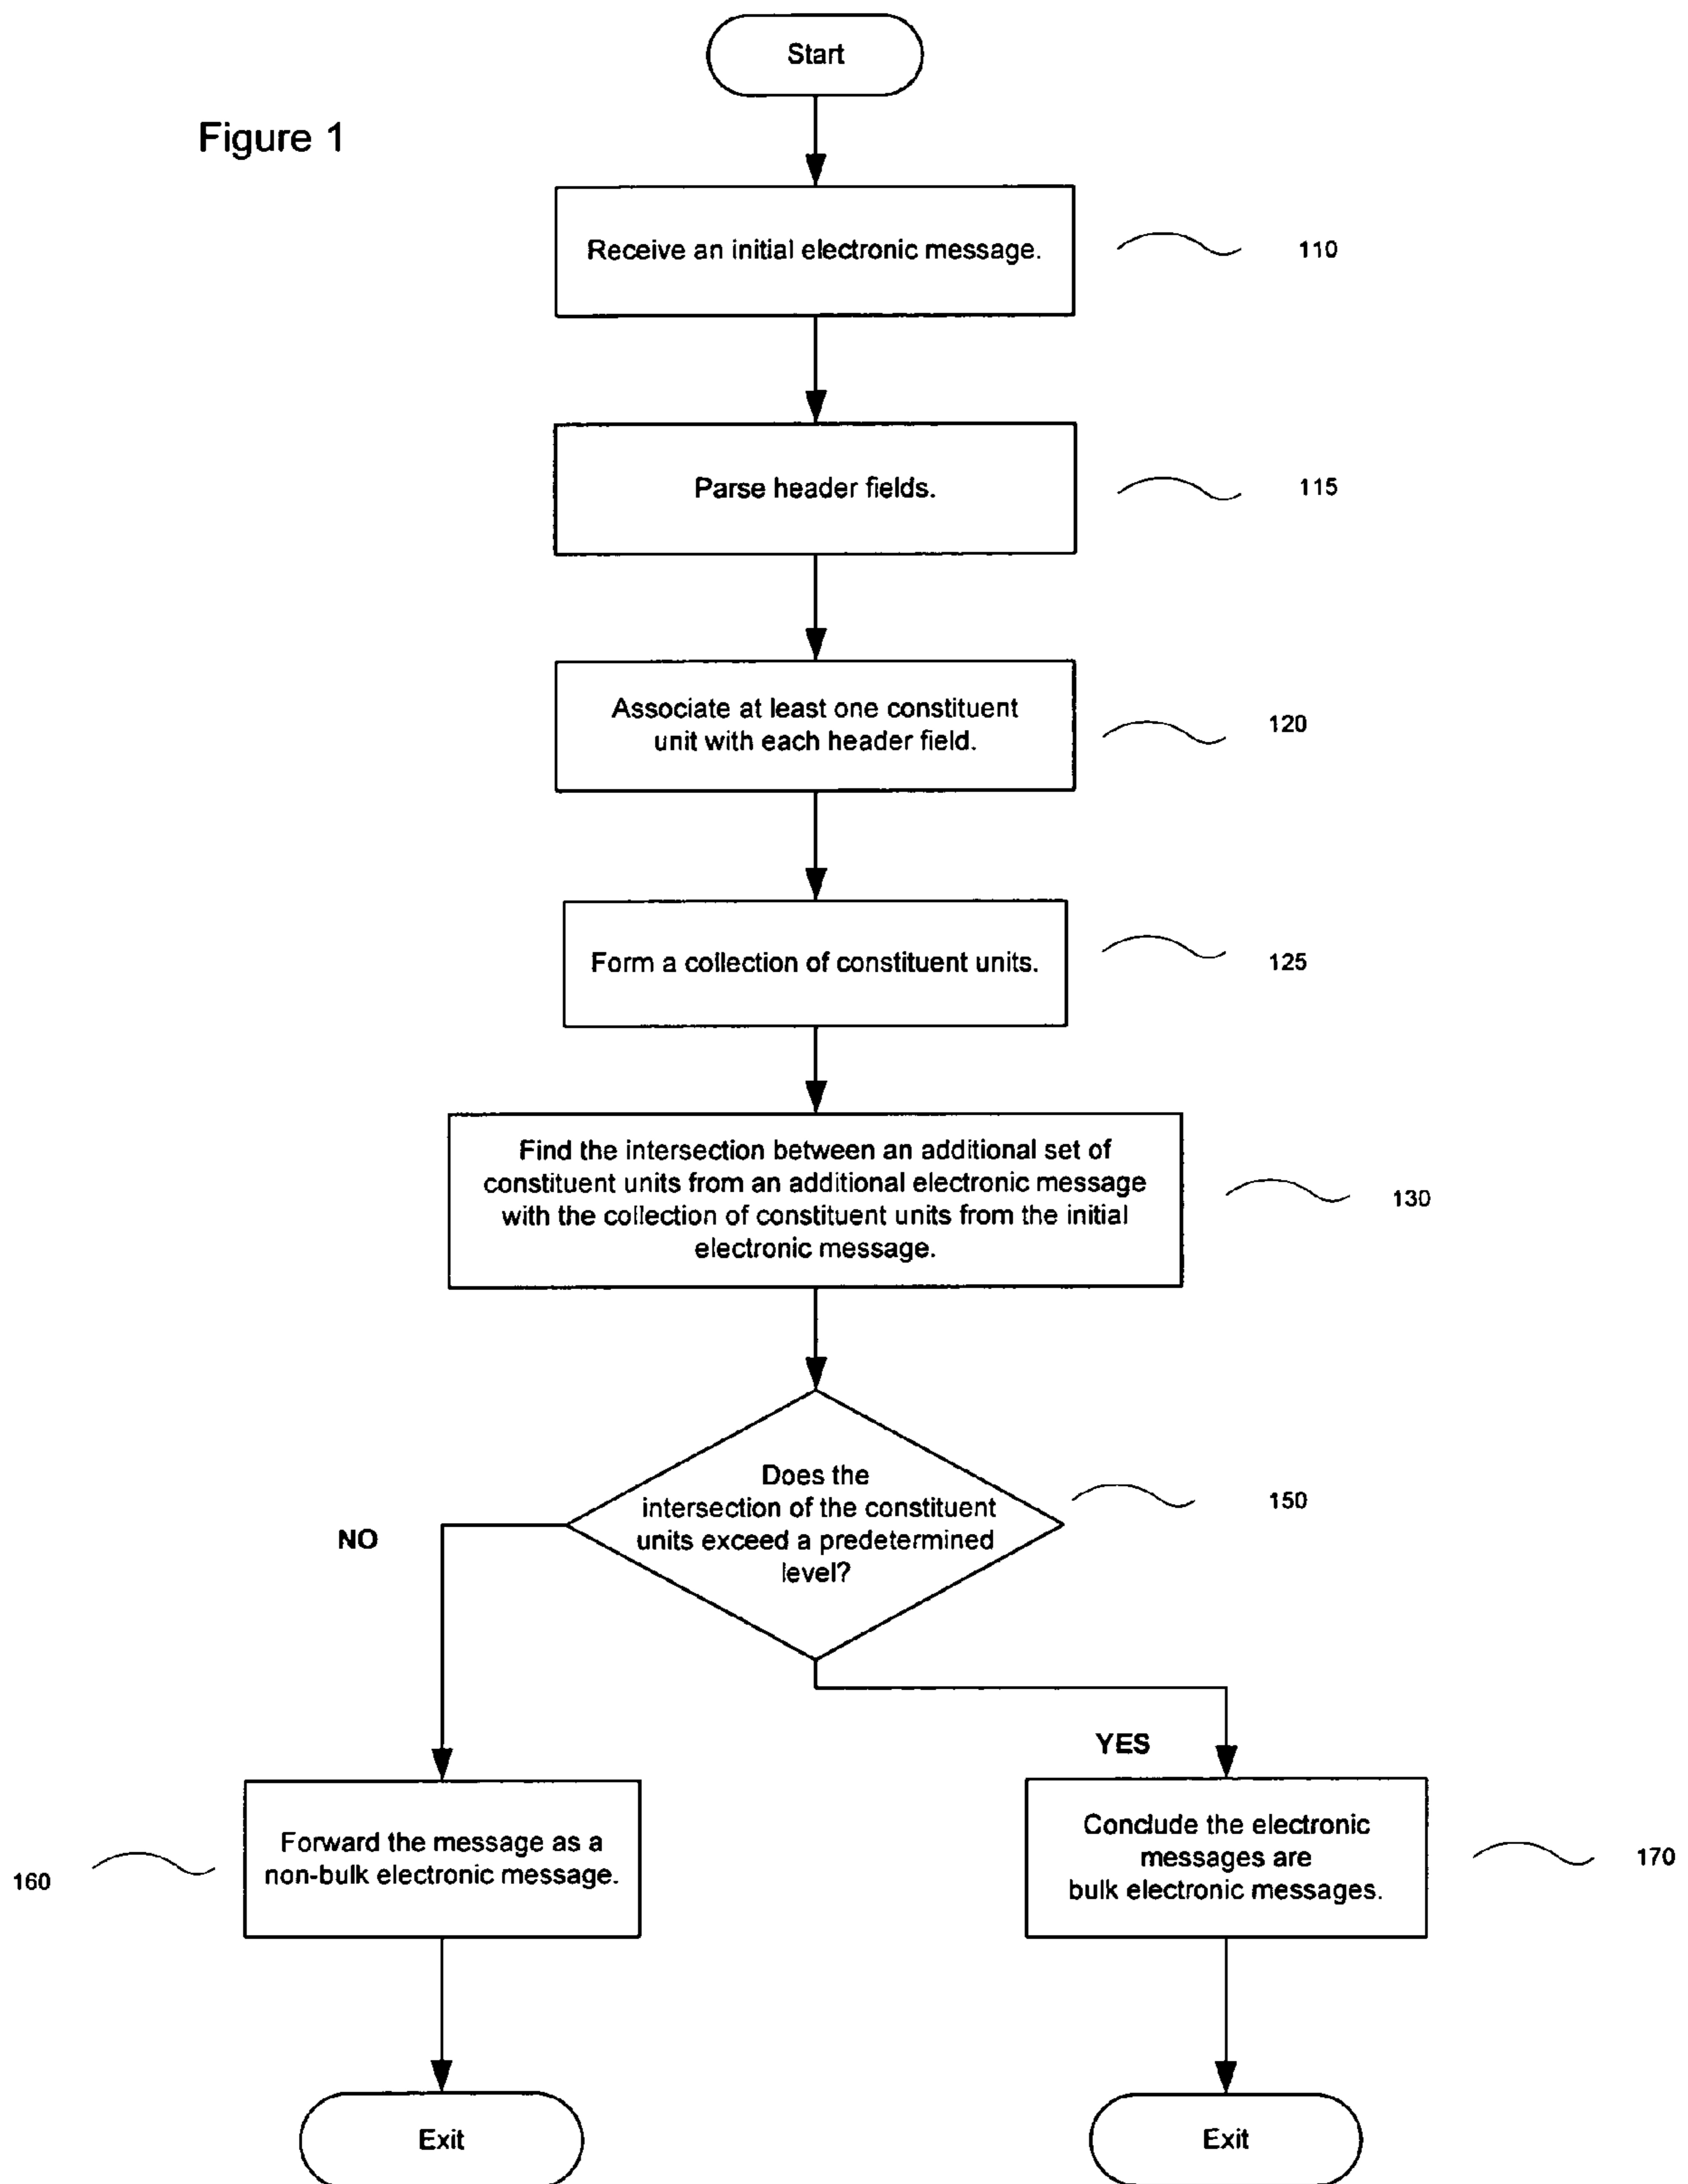 Start
Figure 1
Receive an initial electronic message.
110
Parse header fields.
115
Associate at least one constituent
unit with each header field.
120
Form a collection of constituent units.
125
Find the intersection between an additional set of
constituent units from an additional electronic message
with the collection of constituent units from the initial
electronic message.
130
Does the
intersection of the constituent
units exceed a predetermined
level?
150
NO
YES
Forward the message as a
non-bulk electronic message.
160
Conclude the electronic
messages are
bulk electronic messages.
170
Exit
Exit